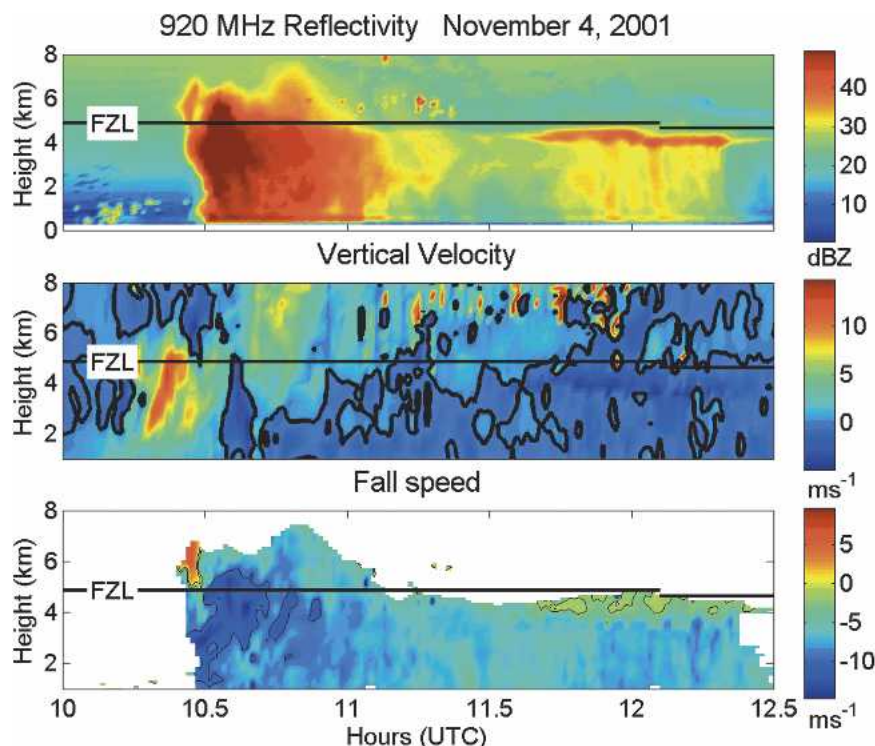 920 MHz Reflectivity November 4, 2001
8
6
4
2
0
Height (km)
FZL
40
30
20
10
dBZ
Vertical Velocity
8
6
4
2
Height (km)
FZL
10
5
0
ms-1
Fall speed
8
6
4
2
Height (km)
FZL
5
0
-5
-10
ms-1
10 10.5 11 11.5 12 12.5
Hours (UTC)